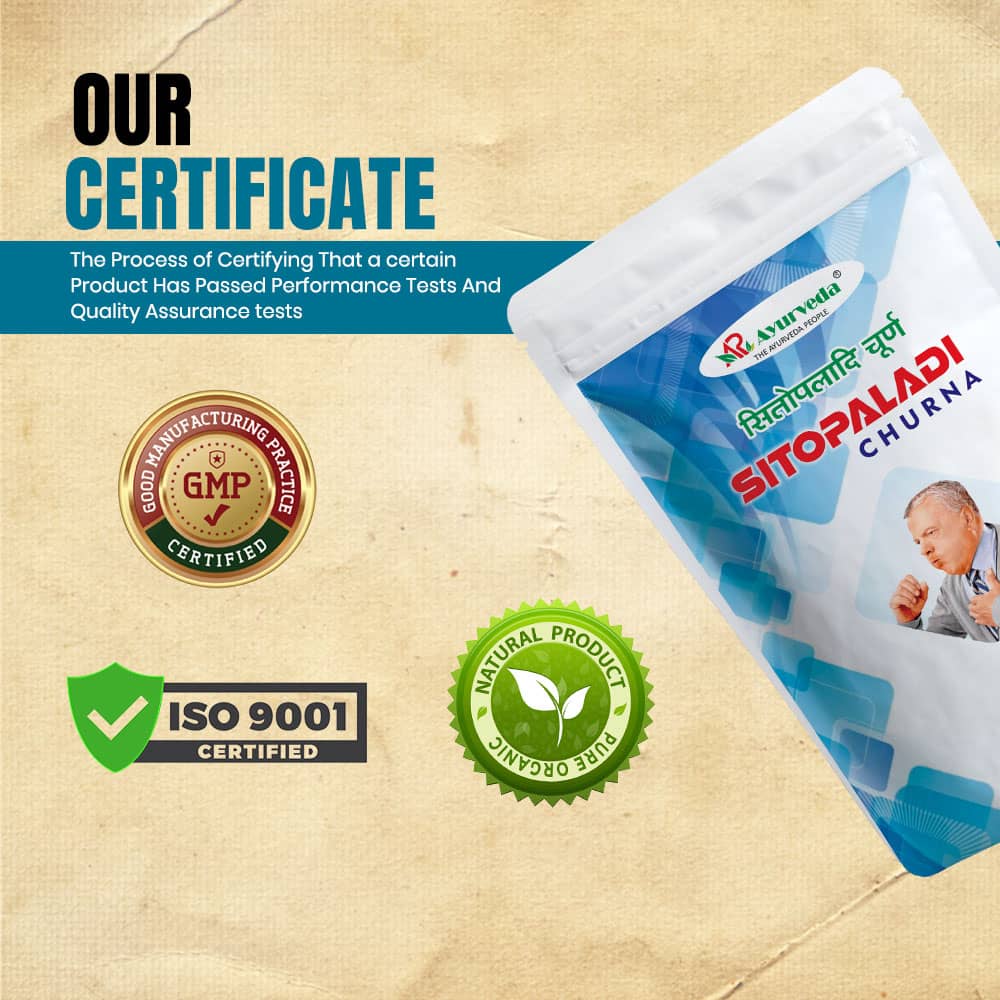 OUR
CERTIFICATE
The Process of Certifying That a certain
Product Has Passed Performance Tests And
Quality Assurance tests
MR Ayurveda ®
THE AYURVEDA PEOPLE
सितोपलादि चूर्ण
SITOPALADI
CHURNA
GOOD MANUFACTURING PRACTICE
GMP
CERTIFIED
NATURAL PRODUCT
PURE ORGANIC
ISO 9001
CERTIFIED